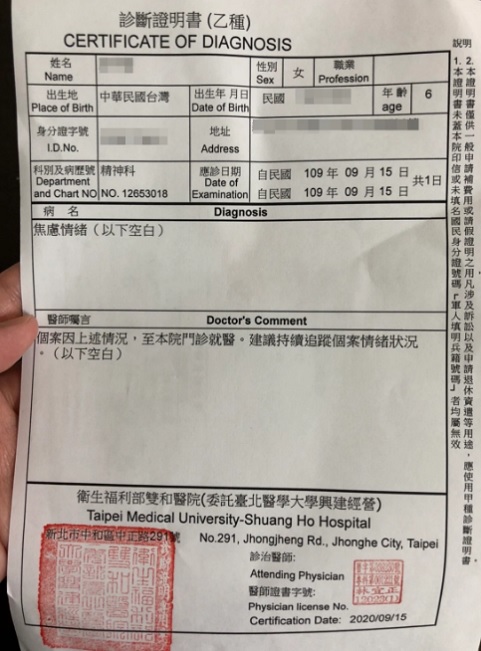 診斷證明書(乙種)
CERTIFICATE OF DIAGNOSIS
姓名
Name
性別
Sex
女
職業
Profession
出生地
Place of Birth
中華民國台灣
出生年月日
Date of Birth
民國
年齡
age
6
身分證字號
I.D.No.
地址
Address
科別及病歷號
Department
and Chart NO
精神科
NO. 12653018
應診日期
Date of
Examination
自民國 109 年 09 月 15 日
自民國 109 年 09 月 15 日
共1日
病 名
Diagnosis
焦慮情緒(以下空白)
醫師囑言
Doctor's Comment
個案因上述情況,至本院門診就醫。建議持續追蹤個案情緒狀況
。(以下空白)
衛生福利部雙和醫院(委託臺北醫學大學興建經營)
Taipei Medical University-Shuang Ho Hospital
新北市中和區中正路291號
No.291, Jhongjheng Rd., Jhonghe City, Taipei
診治醫師:
Attending Physician
醫師證書字號:
Physician license No.
Certification Date: 2020/09/15
說明
1.本證明書未蓋本院印信或未填名國民身分證號碼「軍人填明兵籍號碼」者均屬無效
2.本證明書僅供一般申請補費用或請假證明之用凡涉及訴訟以及申請退休資遣等用途,應使用甲種診斷證明書。